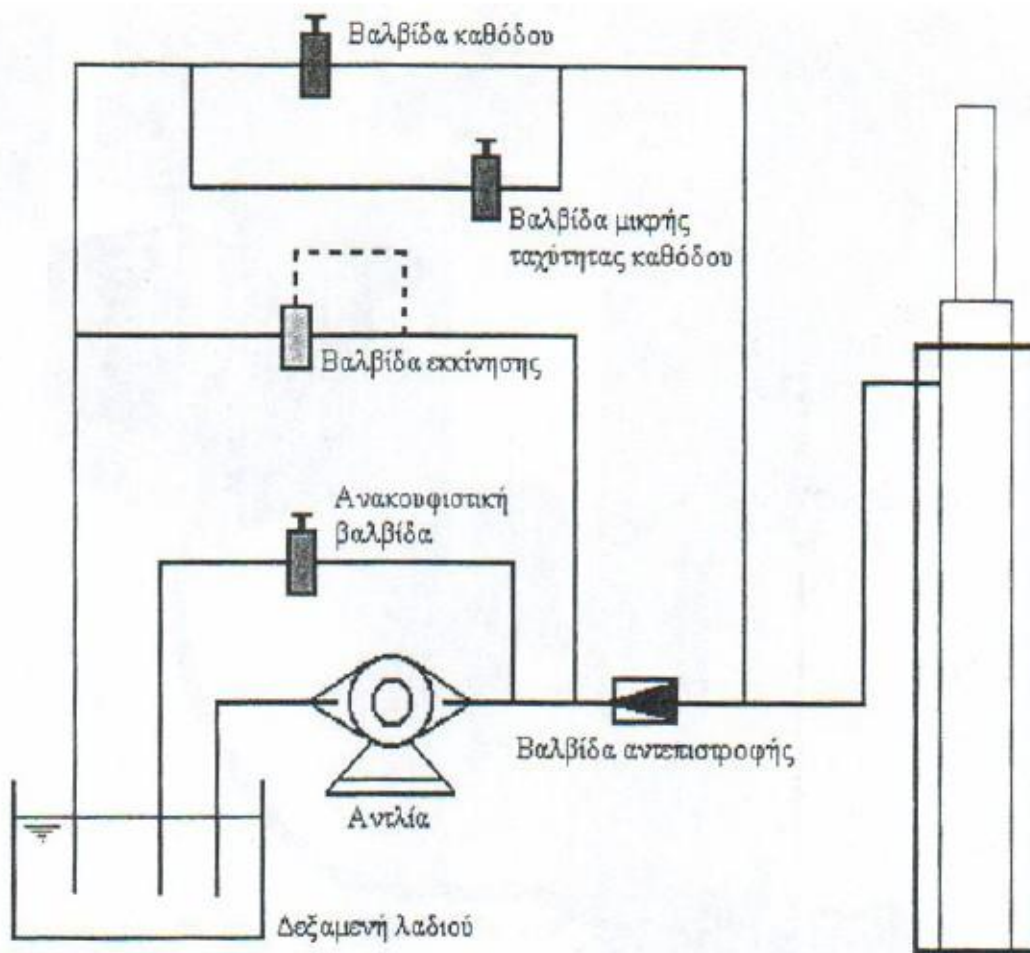 Βαλβίδα καθόδου
Βαλβίδα μικρής
ταχύτητας καθόδου
Βαλβίδα εκκίνησης
Ανακουφιστική
βαλβίδα
Βαλβίδα αντεπιστροφής
Αντλία
Δεξαμενή λαδιού